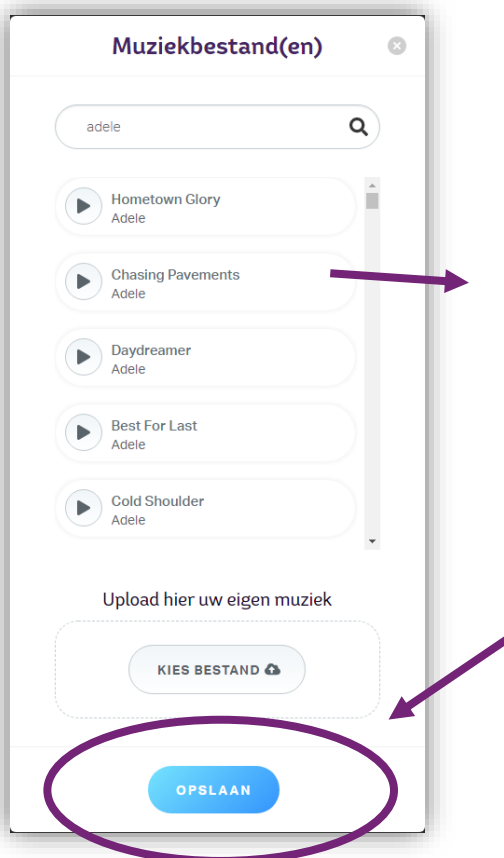 Muziekbestand(en)
adele
Hometown Glory
Adele
Chasing Pavements
Adele
Daydreamer
Adele
Best For Last
Adele
Cold Shoulder
Adele
Upload hier uw eigen muziek
KIES BESTAND
OPSLAAN